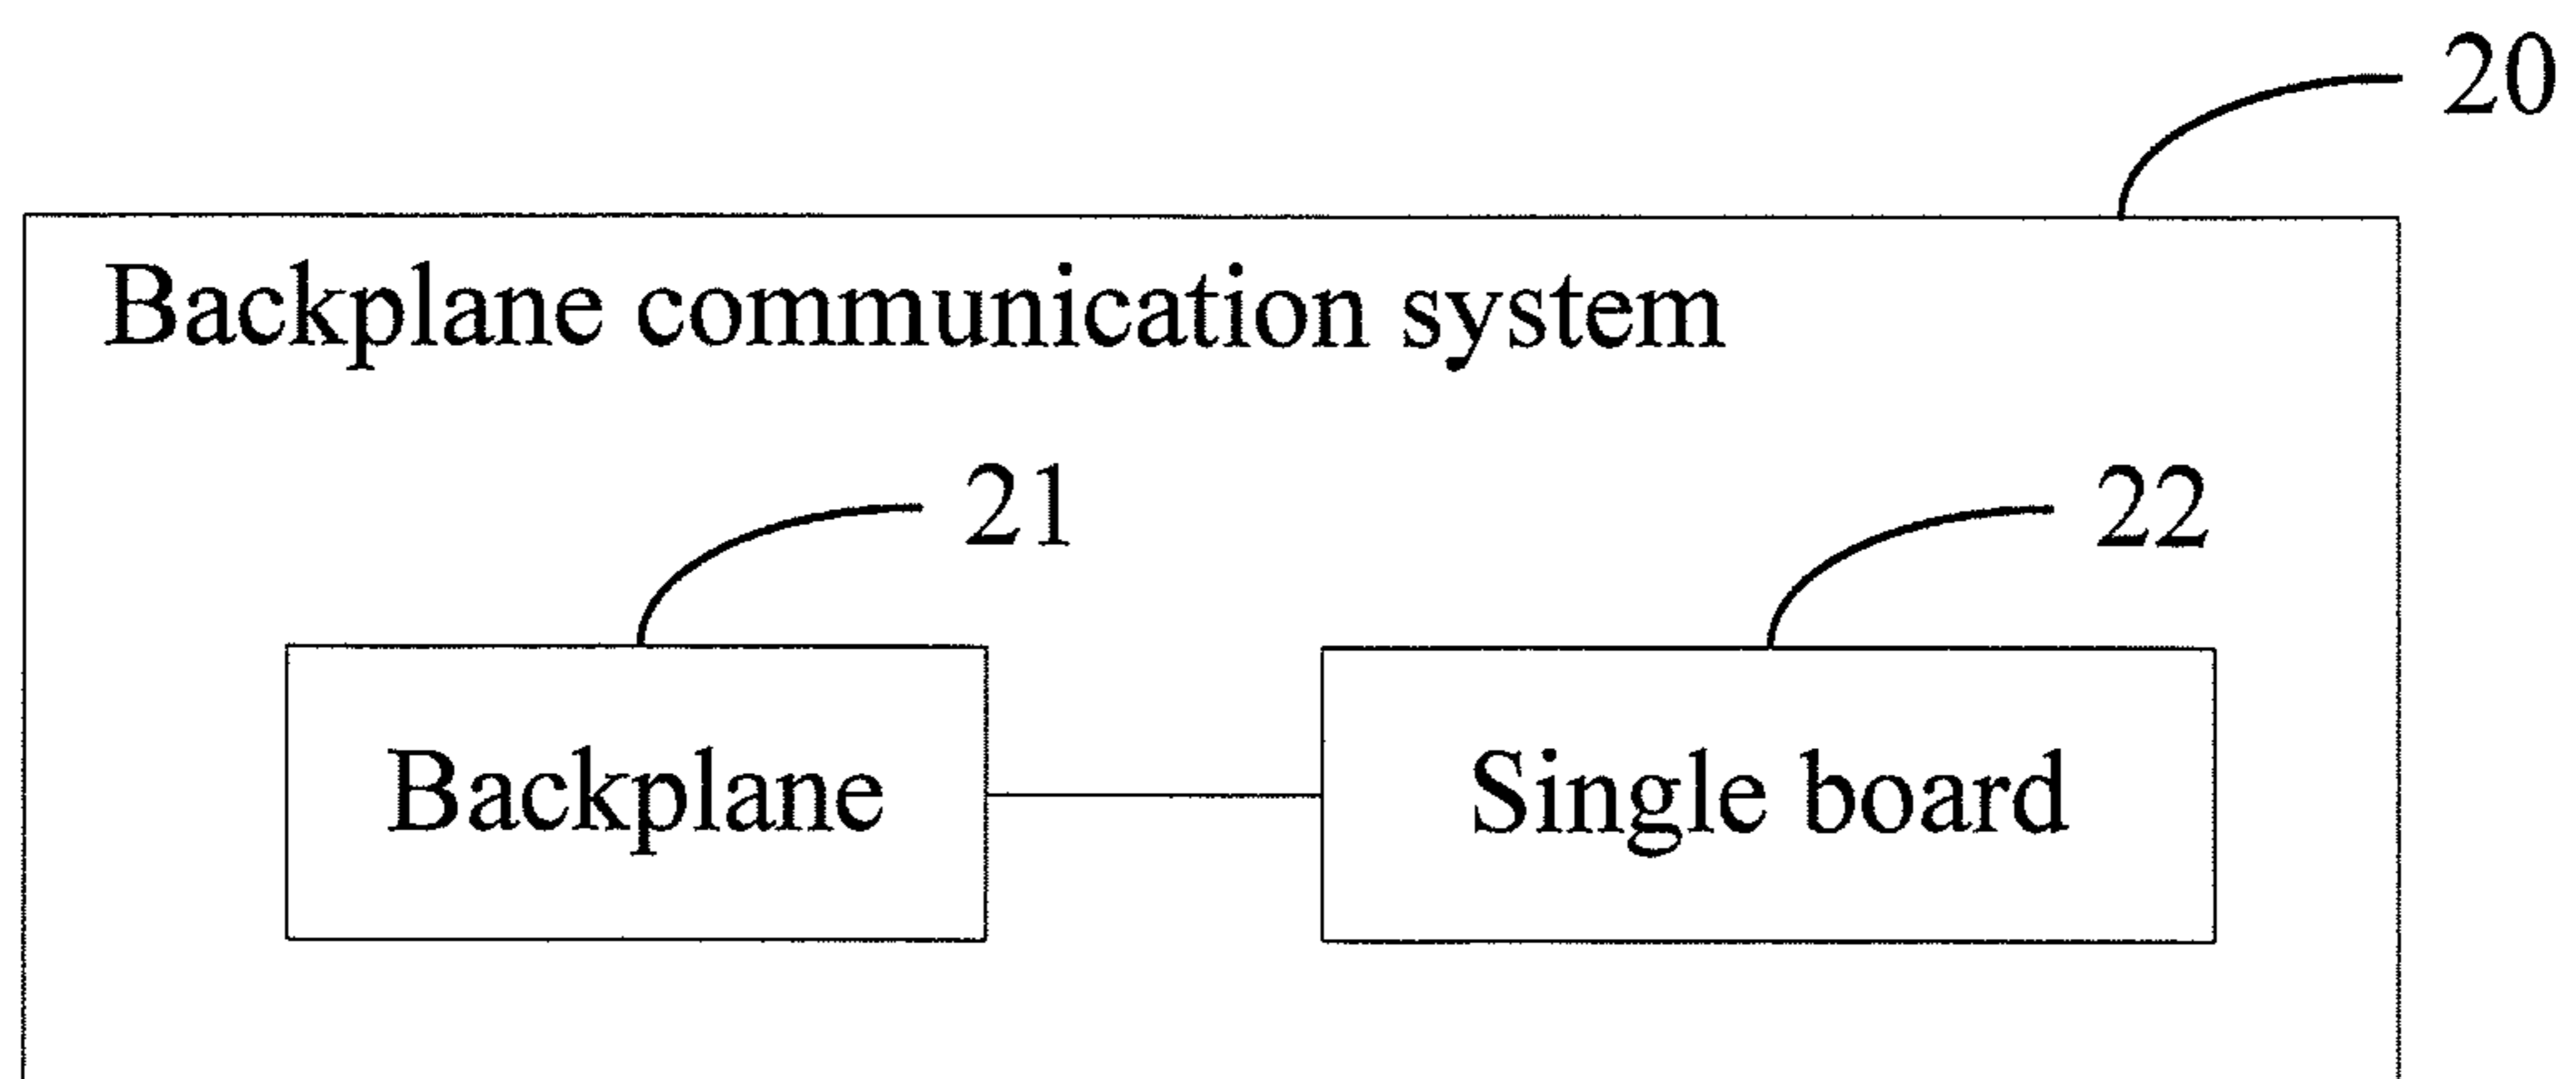 20
Backplane communication system
21
22
Backplane
Single board